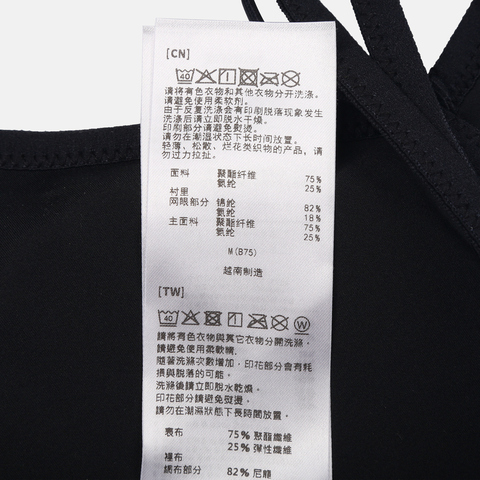 [CN]
40
请将有色衣物和其他衣物分开洗涤。
请避免使用柔软剂。
由于反复洗涤会有印刷脱落现象发生
洗涤后请立即脱水干燥。
印刷部分请避免熨烫。
请勿在潮湿状态下长时间放置。
轻薄、松散、烂花类织物的产品，请
勿过力拉扯。
面料 聚酯纤维 75%
氨纶 25%
衬里
网眼部分 锦纶 82%
氨纶 18%
主面料 聚酯纤维 75%
氨纶 25%
M(B75)
越南制造
[TW]
40 W
請將有色衣物與其它衣物分開洗滌，
請避免使用柔軟精.
隨著洗滌次數增加，印花部分會有耗
損與脫落的可能。
洗滌後請立即脫水乾燥。
印花部分請避免熨燙。
請勿在潮濕狀態下長時間放置。
表布 75% 聚酯纖維
25% 彈性纖維
裡布
網布部分 82% 尼龍